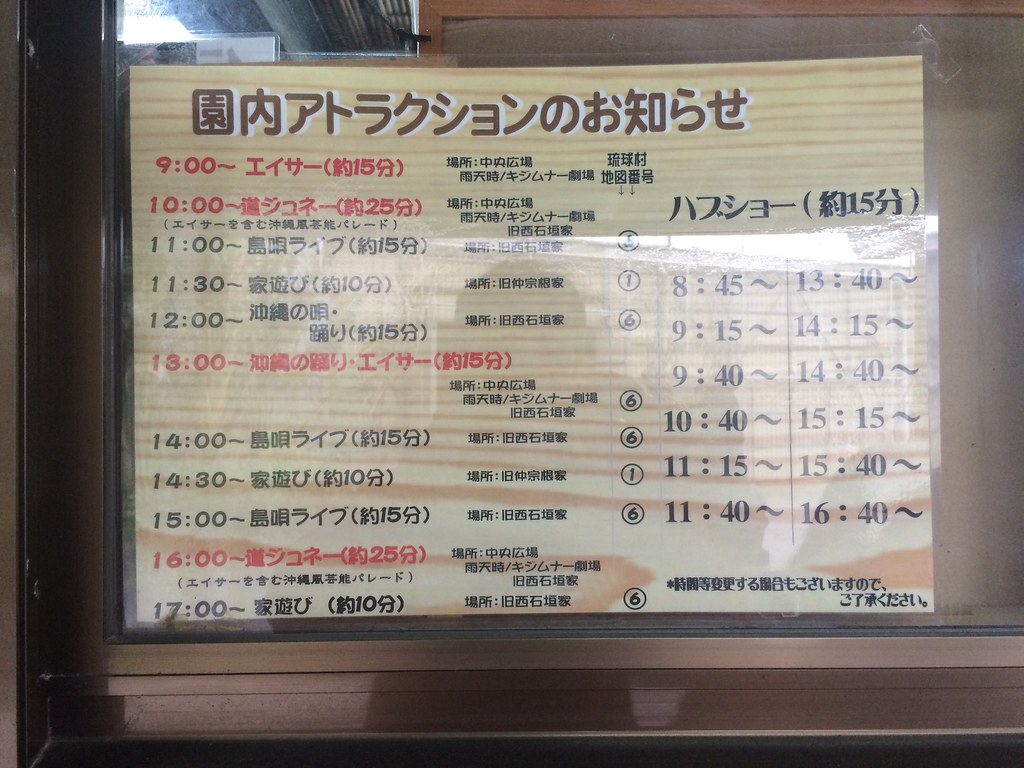 園内アトラクションのお知らせ
9:00～ エイサー(約15分) 場所:中央広場
雨天時/キジムナー劇場
琉球村
地図番号
↓↓
10:00～道ジュネー(約25分) 場所:中央広場
(エイサーを含む沖縄風芸能パレード) 雨天時/キジムナー劇場
旧西石垣家
11:00～島唄ライブ(約15分) 場所:旧西石垣家
11:30～家遊び(約10分) 場所:旧仲宗根家 ①
12:00～沖縄の唄・
踊り(約15分) 場所:旧西石垣家 ⑥
13:00～沖縄の踊り・エイサー(約15分)
場所:中央広場
雨天時/キジムナー劇場
旧西石垣家 ⑥
14:00～島唄ライブ(約15分) 場所:旧西石垣家 ⑥
14:30～家遊び(約10分) 場所:旧仲宗根家 ①
15:00～島唄ライブ(約15分) 場所:旧西石垣家 ⑥
16:00～道ジュネー(約25分) 場所:中央広場
(エイサーを含む沖縄風芸能パレード) 雨天時/キジムナー劇場
旧西石垣家
17:00～ 家遊び (約10分) 場所:旧西石垣家 ⑥
ハブショー(約15分)
8:45～ 13:40～
9:15～ 14:15～
9:40～ 14:40～
10:40～ 15:15～
11:15～ 15:40～
11:40～ 16:40～
*時間等変更する場合もございますので、
ご了承ください。